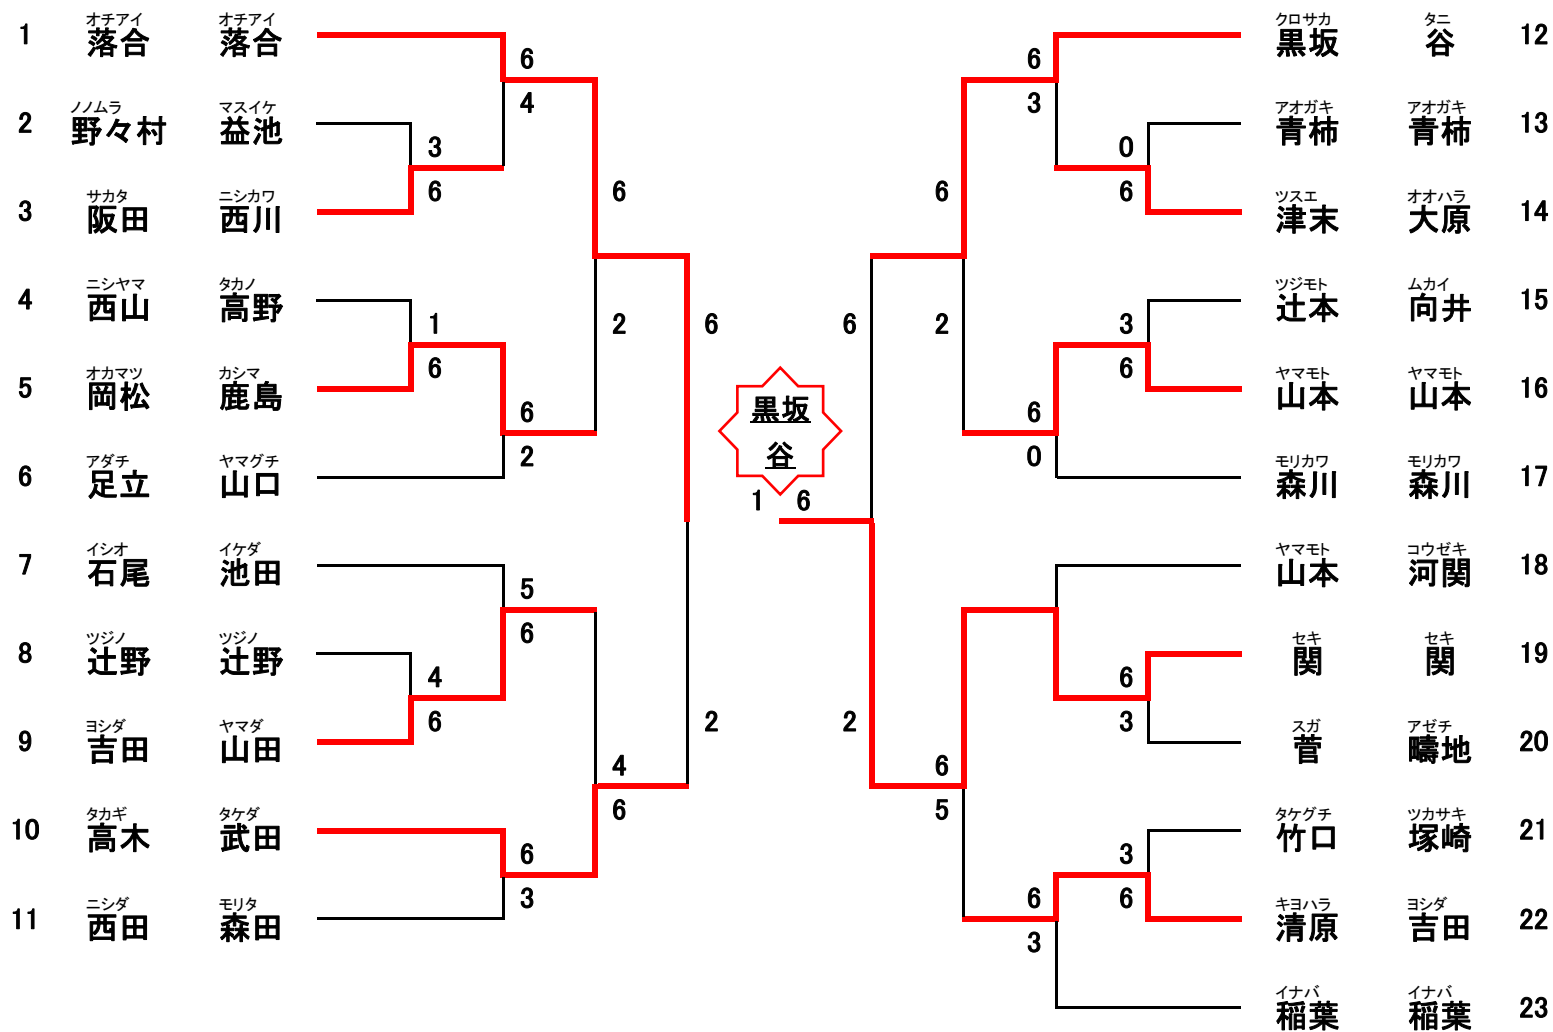 オチアイ オチアイ
1 落合 落合
ノノムラ マスイケ
2 野々村 益池
サカタ ニシカワ
3 阪田 西川
ニシヤマ タカノ
4 西山 高野
オカマツ カシマ
5 岡松 鹿島
アダチ ヤマグチ
6 足立 山口
イシオ イケダ
7 石尾 池田
ツジノ ツジノ
8 辻野 辻野
ヨシダ ヤマダ
9 吉田 山田
タカギ タケダ
10 高木 武田
ニシダ モリタ
11 西田 森田
6
4
3
6
1
6
6
2
5
6
4
6
6
3
6
2
4
6
6
2
黒坂
谷
1 6
6
2
6
2
6
5
6
3
6
0
6
3
0
6
3
6
6
3
3
6
クロサカ タニ
黒坂 谷 12
アオガキ アオガキ
青柿 青柿 13
ツスエ オオハラ
津末 大原 14
ツジモト ムカイ
辻本 向井 15
ヤマモト ヤマモト
山本 山本 16
モリカワ モリカワ
森川 森川 17
ヤマモト コウゼキ
山本 河関 18
セキ セキ
関 関 19
スガ アゼチ
菅 疇地 20
タケグチ ツカサキ
竹口 塚崎 21
キヨハラ ヨシダ
清原 吉田 22
イナバ イナバ
稲葉 稲葉 23